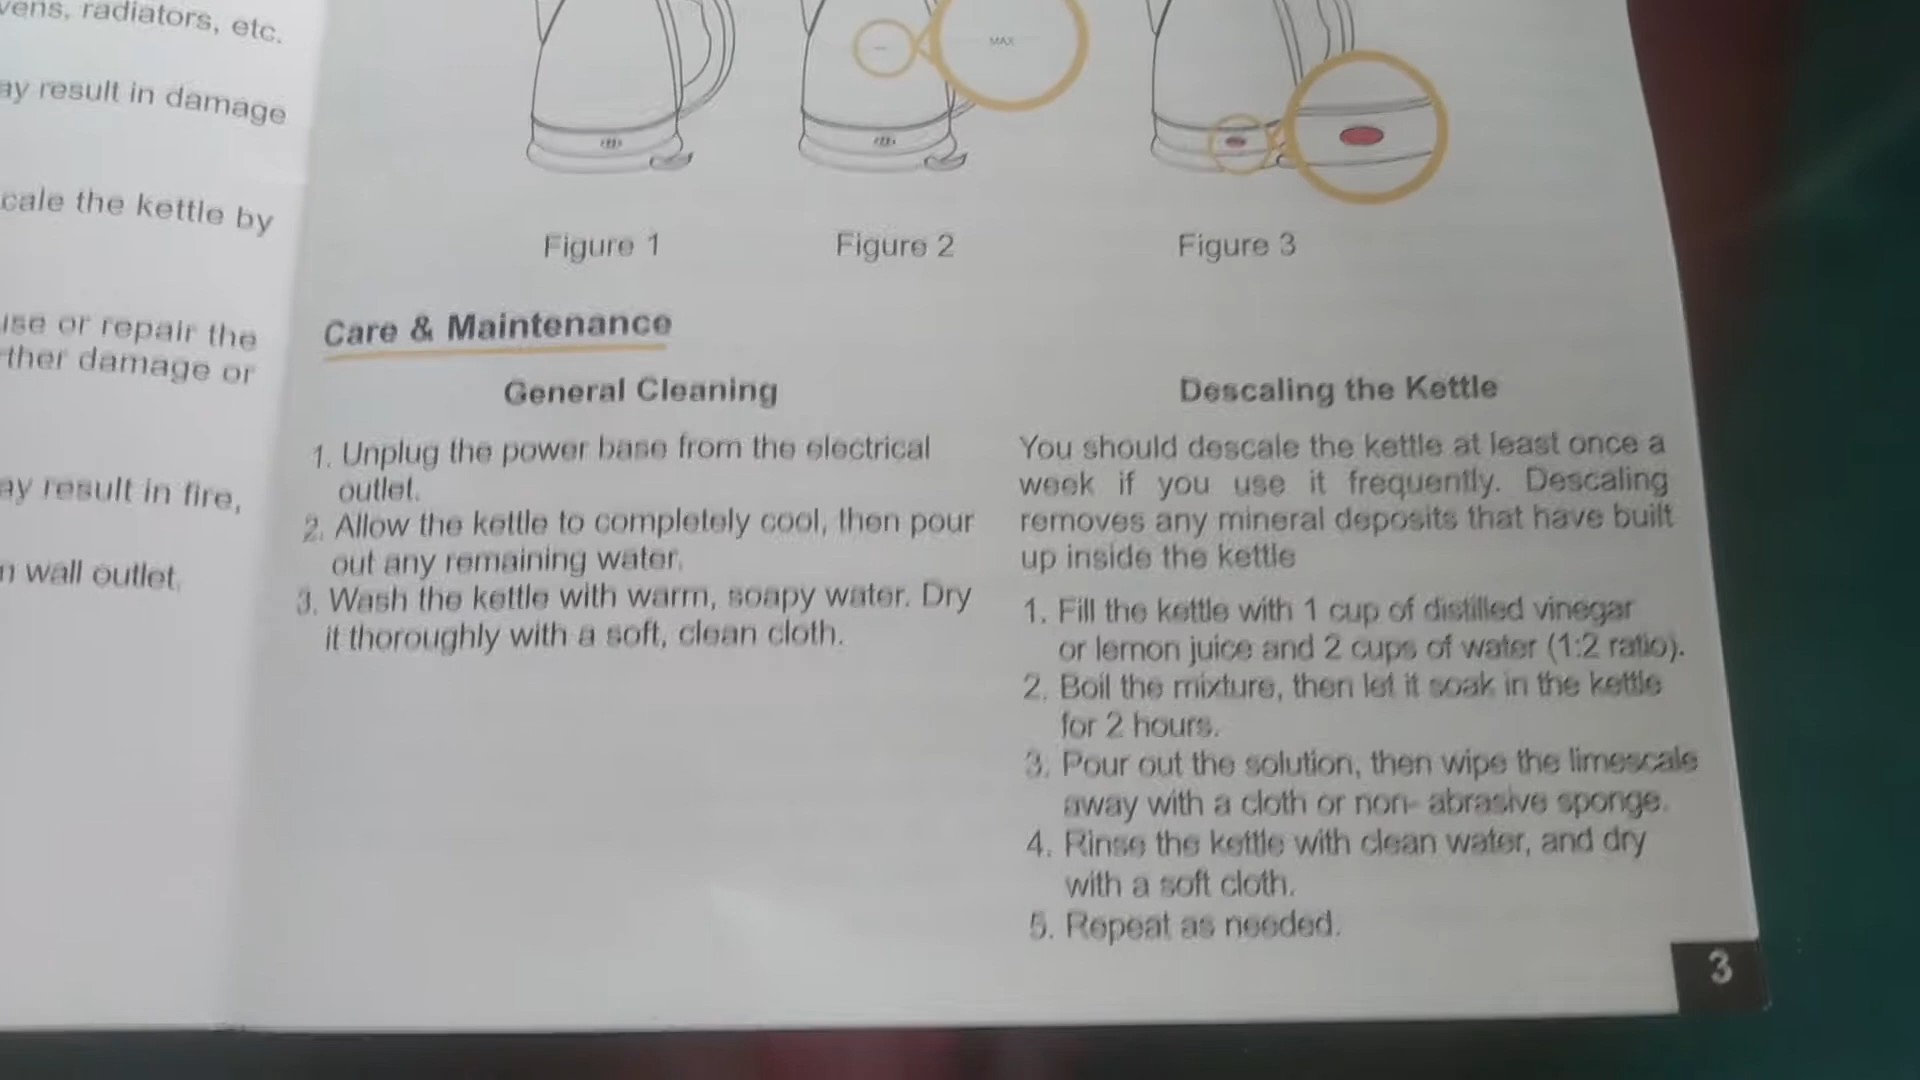 vens, radiators, etc.
ay result in damage
cale the kettle by
use or repair the
ther damage or
ay result in fire,
n wall outlet.
MAX
Figure 1
Figure 2
Figure 3
Care & Maintenance
General Cleaning
1. Unplug the power base from the electrical
outlet.
2. Allow the kettle to completely cool, then pour
out any remaining water.
3. Wash the kettle with warm, soapy water. Dry
it thoroughly with a soft, clean cloth.
Descaling the Kettle
You should descale the kettle at least once a
week if you use it frequently. Descaling
removes any mineral deposits that have built
up inside the kettle
1. Fill the kettle with 1 cup of distilled vinegar
or lemon juice and 2 cups of water (1:2 ratio).
2. Boil the mixture, then let it soak in the kettle
for 2 hours.
3. Pour out the solution, then wipe the limescale
away with a cloth or non- abrasive sponge.
4. Rinse the kettle with clean water, and dry
with a soft cloth.
5. Repeat as needed.
3